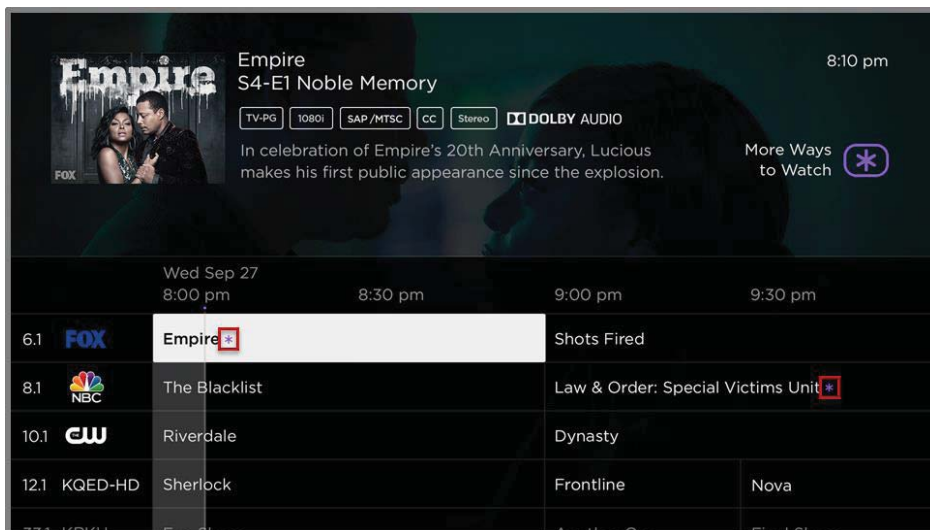 Empire
Empire
S4-E1 Noble Memory
8:10 pm
TV-PG 1080i SAP/MTSC CC Stereo DOLBY AUDIO
In celebration of Empire's 20th Anniversary, Lucious
makes his first public appearance since the explosion.
More Ways
to Watch *
FOX
Wed Sep 27
8:00 pm 8:30 pm 9:00 pm 9:30 pm
6.1 FOX Empire * Shots Fired
8.1 NBC The Blacklist Law & Order: Special Victims Unit *
10.1 CW Riverdale Dynasty
12.1 KQED-HD Sherlock Frontline Nova